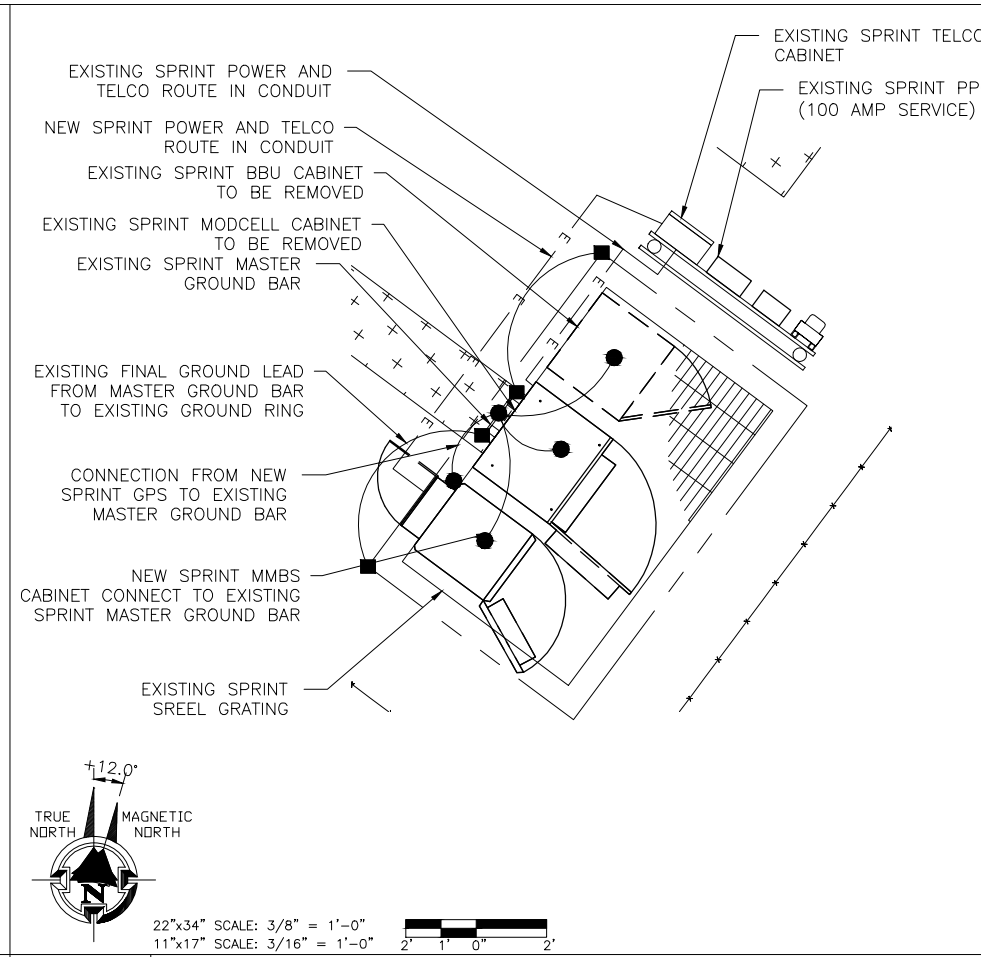 EXISTING SPRINT TELCO
CABINET
EXISTING SPRINT PP
(100 AMP SERVICE)
EXISTING SPRINT POWER AND
TELCO ROUTE IN CONDUIT
NEW SPRINT POWER AND TELCO
ROUTE IN CONDUIT
EXISTING SPRINT BBU CABINET
TO BE REMOVED
EXISTING SPRINT MODCELL CABINET
TO BE REMOVED
EXISTING SPRINT MASTER
GROUND BAR
EXISTING FINAL GROUND LEAD
FROM MASTER GROUND BAR
TO EXISTING GROUND RING
CONNECTION FROM NEW
SPRINT GPS TO EXISTING
MASTER GROUND BAR
NEW SPRINT MMBS
CABINET CONNECT TO EXISTING
SPRINT MASTER GROUND BAR
EXISTING SPRINT
SREEL GRATING
E
E
E
E
E
E
E
+12.0°
TRUE
NORTH
MAGNETIC
NORTH
N
22"x34" SCALE: 3/8" = 1'-0"
11"x17" SCALE: 3/16" = 1'-0"
2' 1' 0" 2'